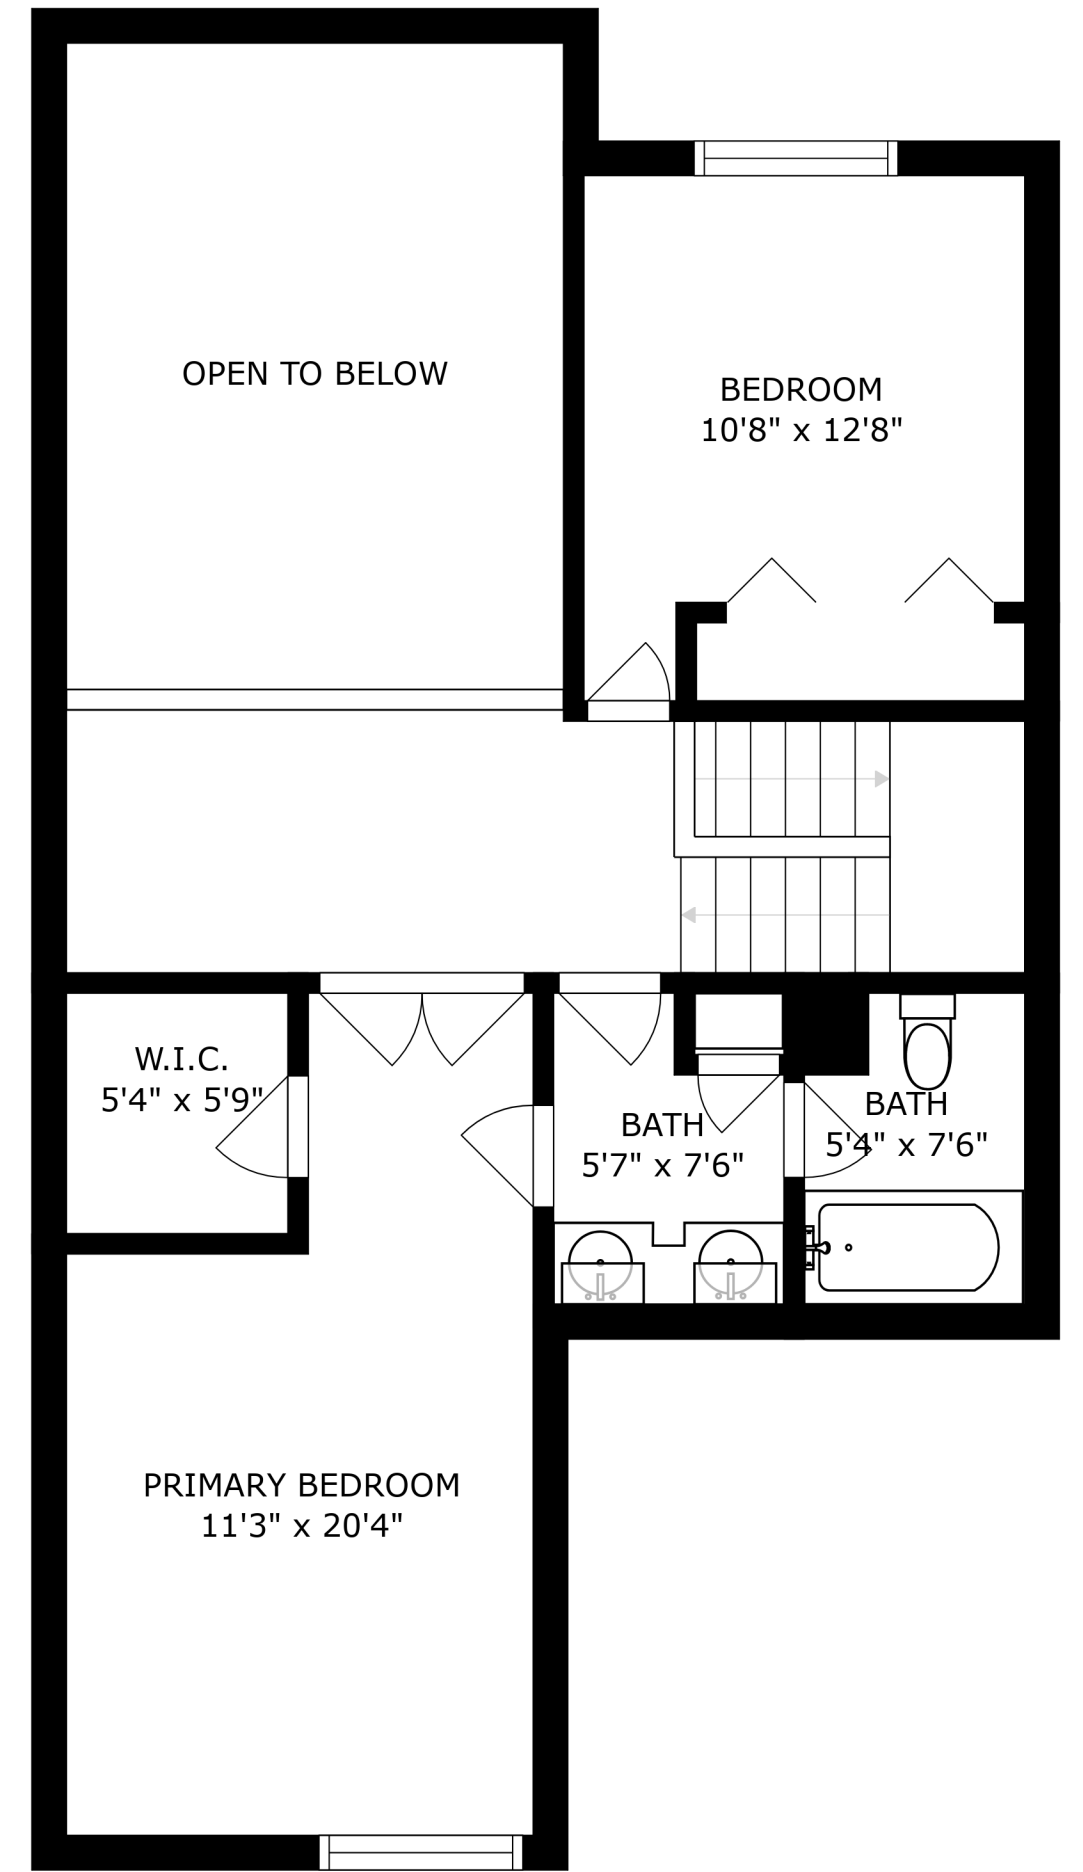 OPEN TO BELOW
BEDROOM
10'8" x 12'8"
W.I.C.
5'4" x 5'9"
BATH
5'7" x 7'6"
BATH
5'4" x 7'6"
PRIMARY BEDROOM
11'3" x 20'4"